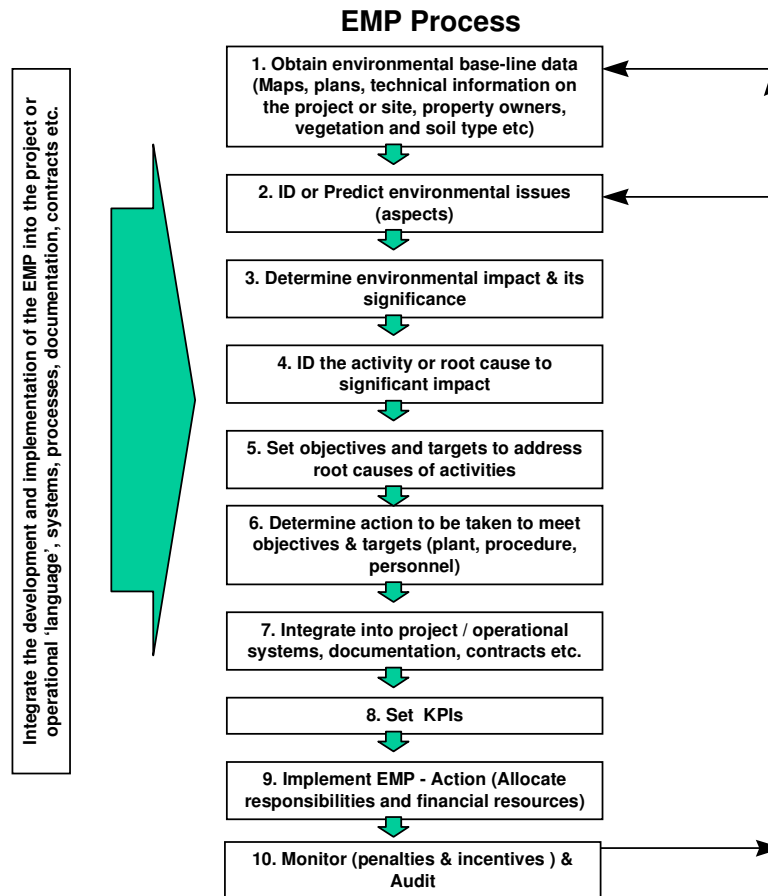 EMP Process
1. Obtain environmental base-line data
(Maps, plans, technical information on
the project or site, property owners,
vegetation and soil type etc)
2. ID or Predict environmental issues
(aspects)
3. Determine environmental impact & its
significance
4. ID the activity or root cause to
significant impact
5. Set objectives and targets to address
root causes of activities
6. Determine action to be taken to meet
objectives & targets (plant, procedure,
personnel)
7. Integrate into project / operational
systems, documentation, contracts etc.
8. Set  KPIs
9. Implement EMP - Action (Allocate
responsibilities and financial resources)
10. Monitor (penalties & incentives ) &
Audit
Integrate the development and implementation of the EMP into the project or
operational ‘language’, systems, processes, documentation, contracts etc.